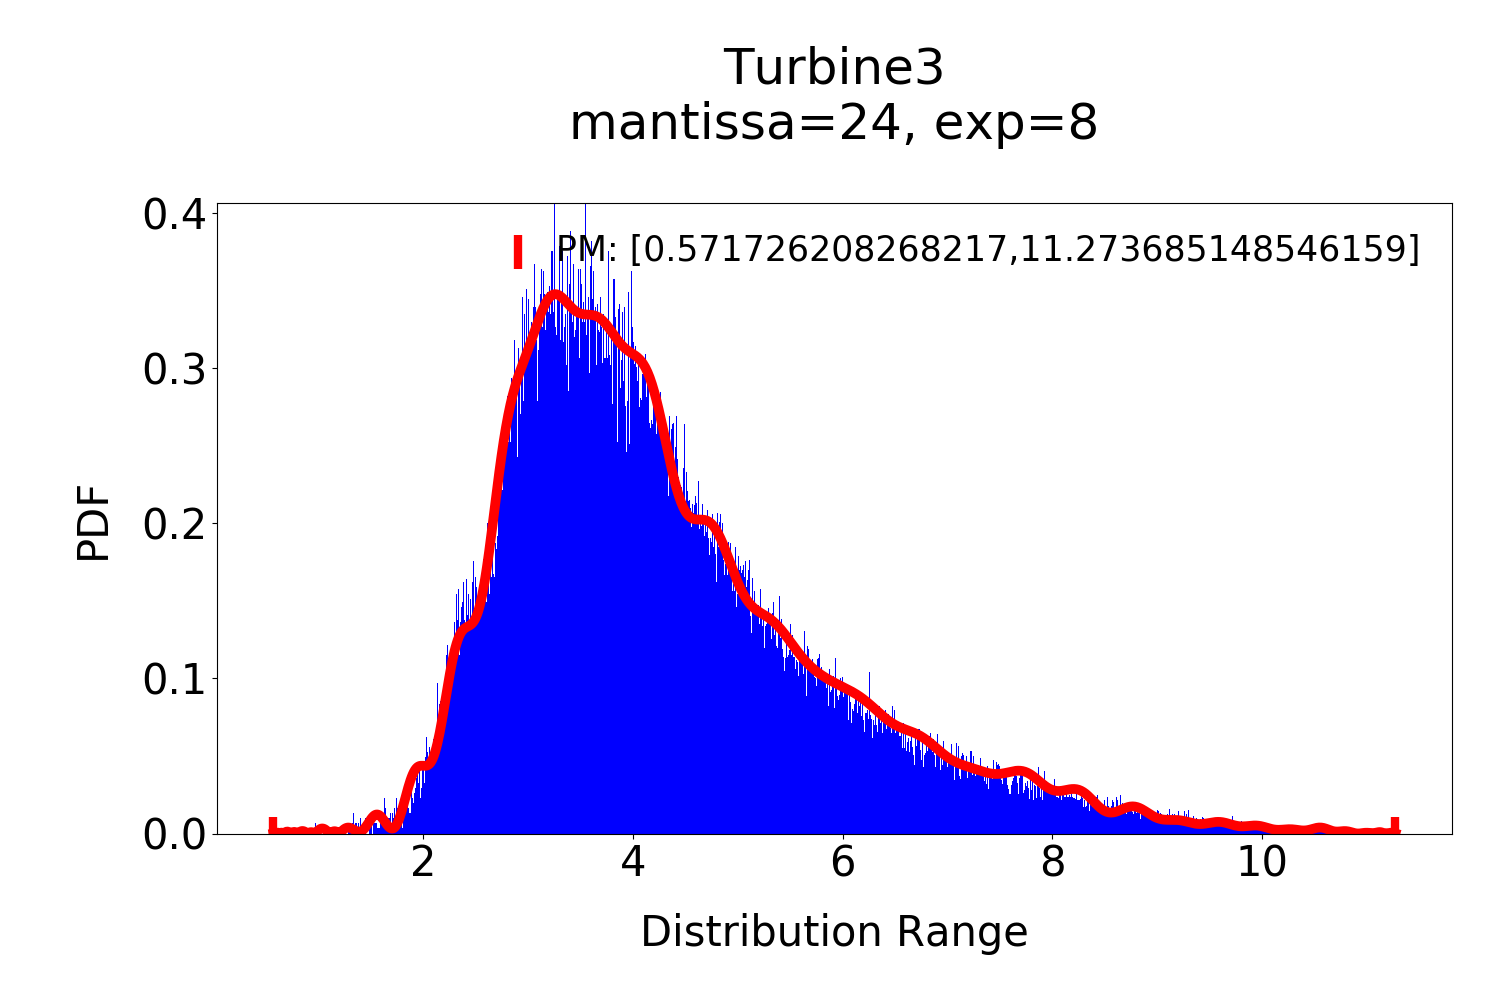 Turbine3
mantissa=24, exp=8
PM: [0.571726208268217,11.273685148546159]
0.4
0.3
0.2
0.1
0.0
PDF
2 4 6 8 10
Distribution Range